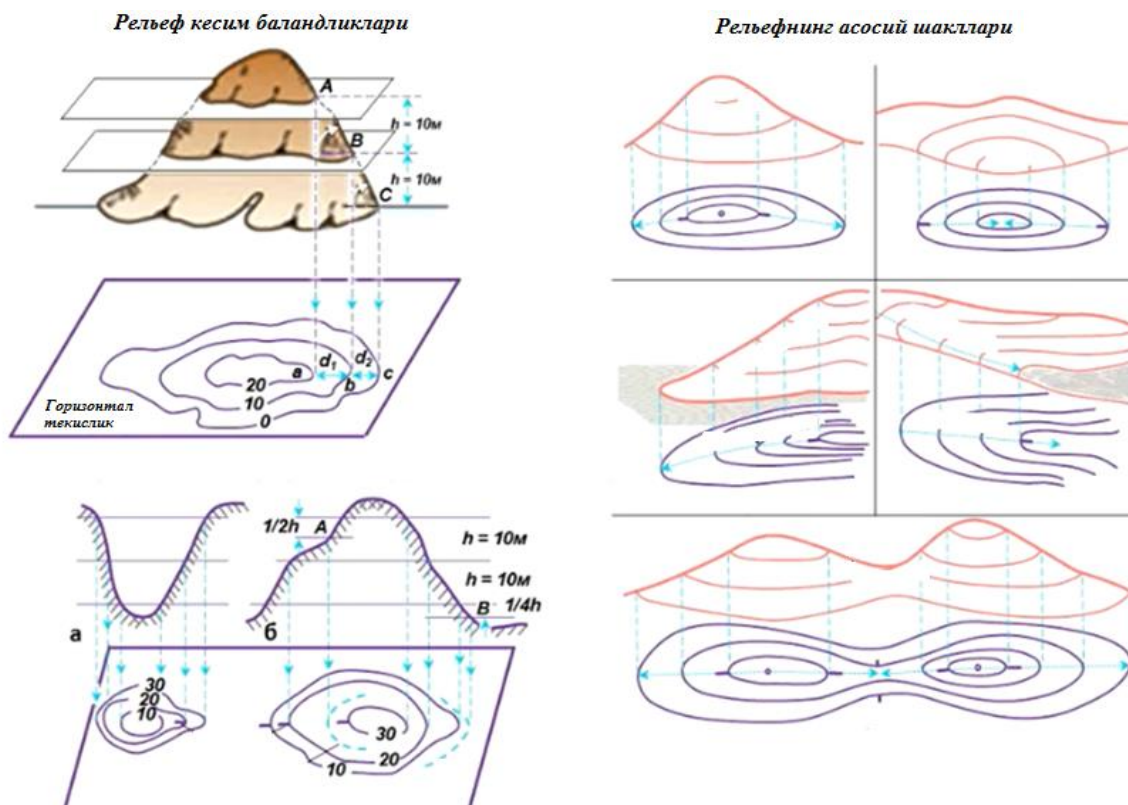 Рельеф кесим баландликлари
A
h = 10м
B
h = 10м
C
d₁
d₂
a
b
c
20
10
0
Горизонтал
текислик
1/2h
A
h = 10м
h = 10м
B
1/4h
а
б
30
20
10
30
20
10
Рельефнинг асосий шакллари